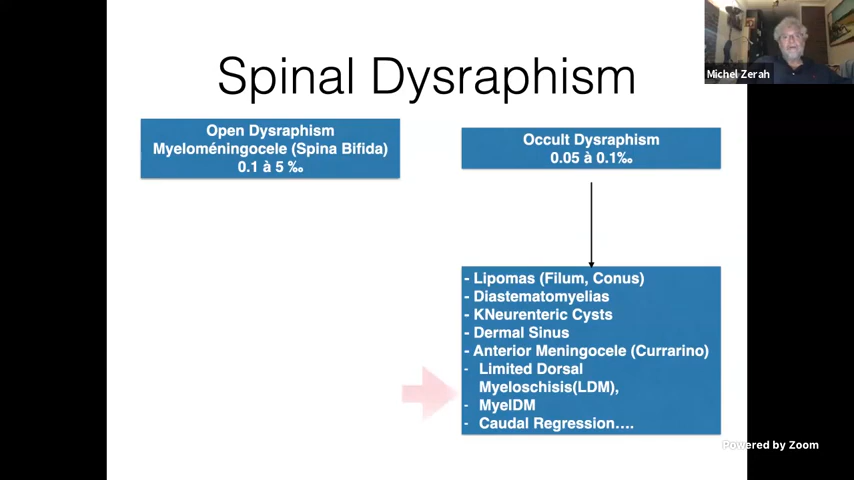 Spinal Dysraphism
Michel Zerah
Open Dysraphism
Myeloméningocele (Spina Bifida)
0.1 à 5 ‰
Occult Dysraphism
0.05 à 0.1‰
- Lipomas (Filum, Conus)
- Diastematomyelias
- KNeurenteric Cysts
- Dermal Sinus
- Anterior Meningocele (Currarino)
- Limited Dorsal
Myeloschisis(LDM),
- MyelDM
- Caudal Regression....
Powered by Zoom